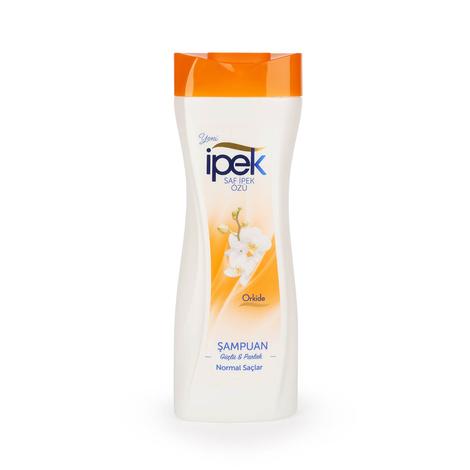 Yeni
ipek
SAF İPEK
ÖZÜ
Orkide
ŞAMPUAN
Güçlü & Parlak
Normal Saçlar